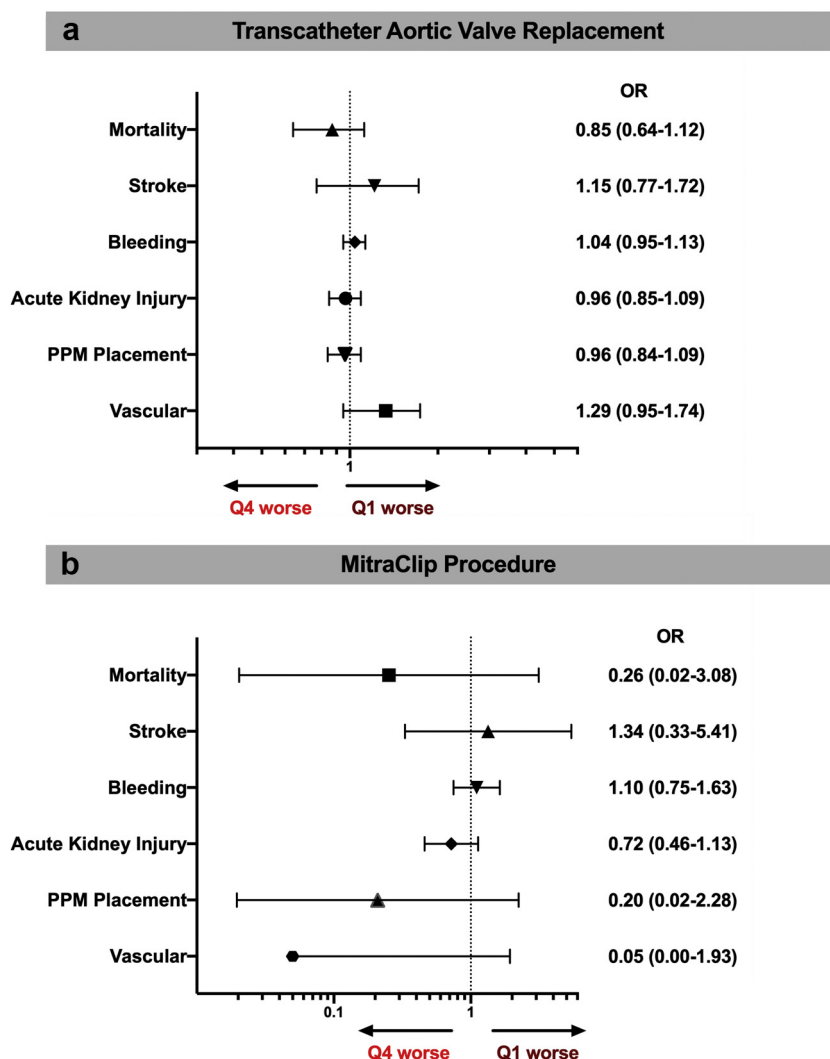 a Transcatheter Aortic Valve Replacement
OR
Mortality 0.85 (0.64-1.12)
Stroke 1.15 (0.77-1.72)
Bleeding 1.04 (0.95-1.13)
Acute Kidney Injury 0.96 (0.85-1.09)
PPM Placement 0.96 (0.84-1.09)
Vascular 1.29 (0.95-1.74)
1
Q4 worse Q1 worse
b MitraClip Procedure
OR
Mortality 0.26 (0.02-3.08)
Stroke 1.34 (0.33-5.41)
Bleeding 1.10 (0.75-1.63)
Acute Kidney Injury 0.72 (0.46-1.13)
PPM Placement 0.20 (0.02-2.28)
Vascular 0.05 (0.00-1.93)
0.1 1
Q4 worse Q1 worse